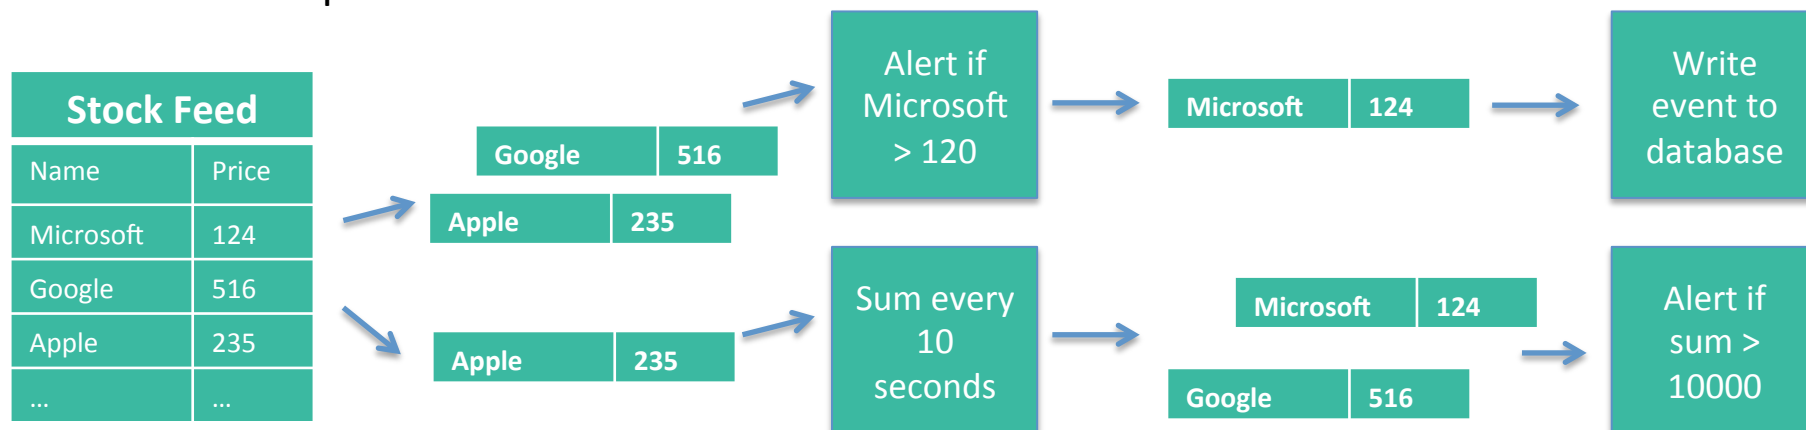 Stock Feed
Name Price
Microsoft 124
Google 516
Apple 235
... ...
Google 516
Apple 235
Apple 235
Alert if
Microsoft
> 120
Sum every
10
seconds
Microsoft 124
Microsoft 124
Google 516
Write
event to
database
Alert if
sum >
10000